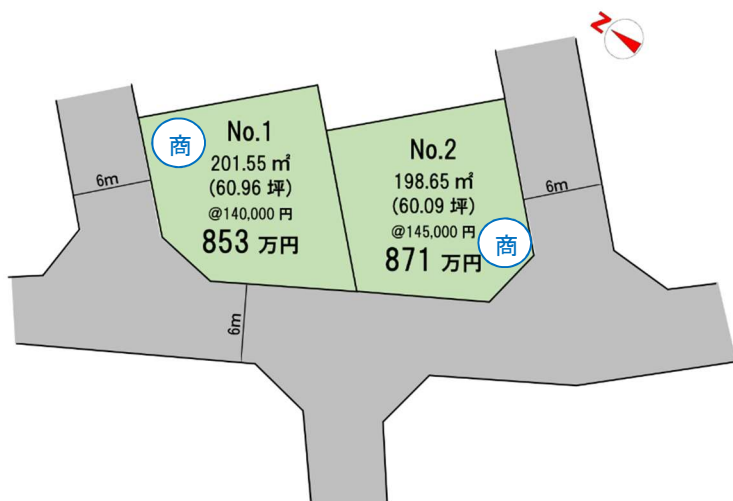 N
商
No.1
201.55 ㎡
(60.96 坪)
@140,000 円
853 万円
No.2
198.65 ㎡
(60.09 坪)
@145,000 円
871 万円
商
6m
6m
6m